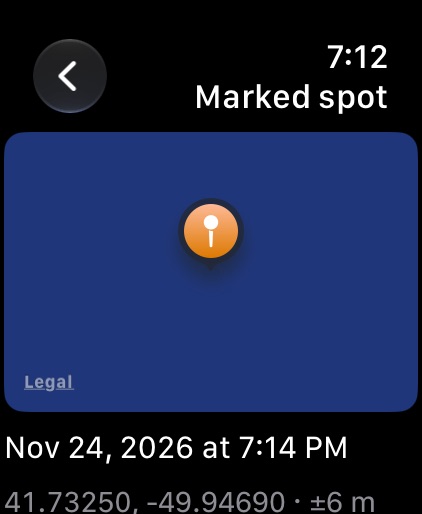 7:12
Marked spot
Legal
Nov 24, 2026 at 7:14 PM
41.73250, -49.94690 · ±6 m